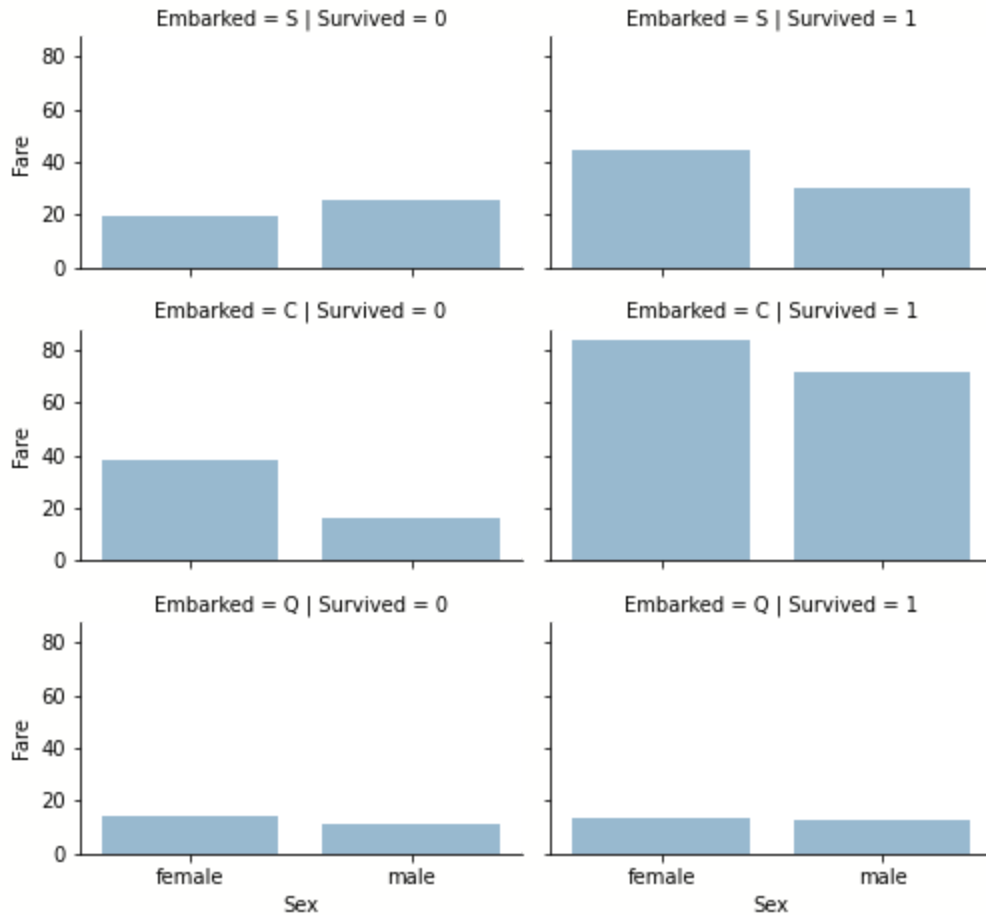 Embarked = S | Survived = 0
Embarked = S | Survived = 1
80
60
40
20
0
Fare
Embarked = C | Survived = 0
Embarked = C | Survived = 1
80
60
40
20
0
Fare
Embarked = Q | Survived = 0
Embarked = Q | Survived = 1
80
60
40
20
0
Fare
female male female male
Sex Sex